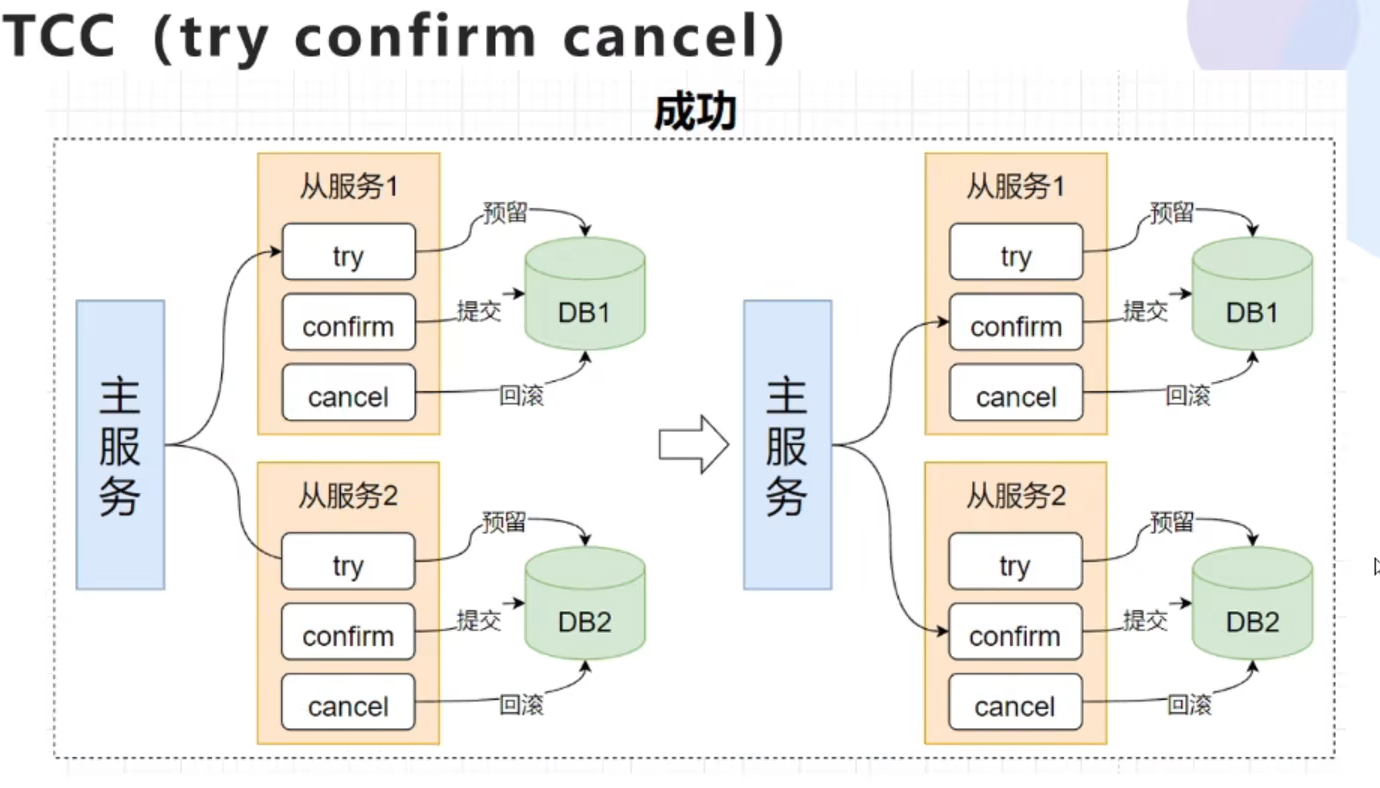 TCC（try confirm cancel）
成功
主服务
从服务1
try
confirm
cancel
预留
提交
回滚
DB1
从服务2
try
confirm
cancel
预留
提交
回滚
DB2
主服务
从服务1
try
confirm
cancel
预留
提交
回滚
DB1
从服务2
try
confirm
cancel
预留
提交
回滚
DB2